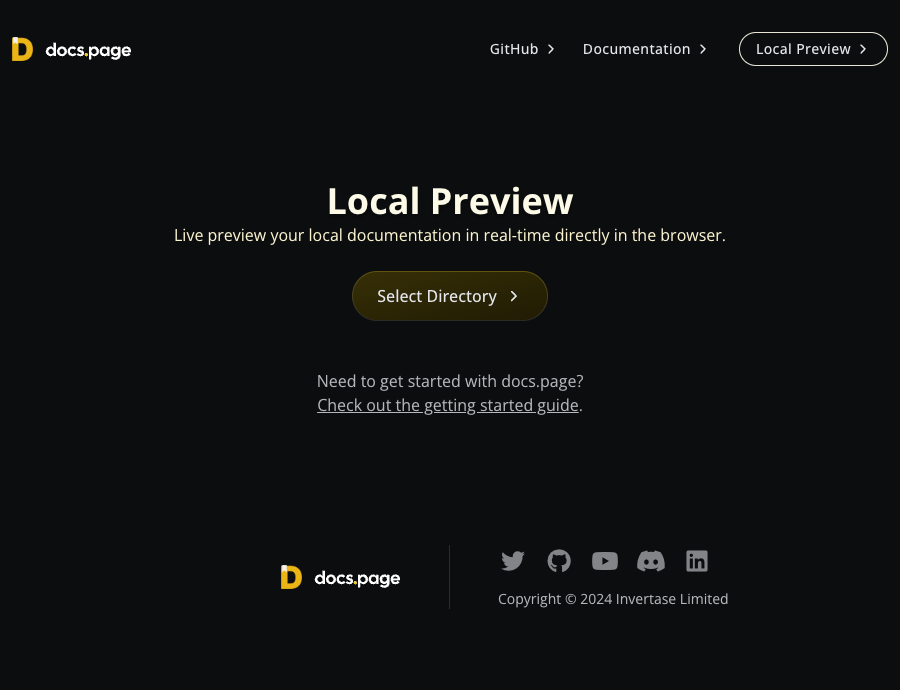 docs.page
GitHub
Documentation
Local Preview
Local Preview
Live preview your local documentation in real-time directly in the browser.
Select Directory
Need to get started with docs.page?
Check out the getting started guide.
docs.page
Copyright © 2024 Invertase Limited